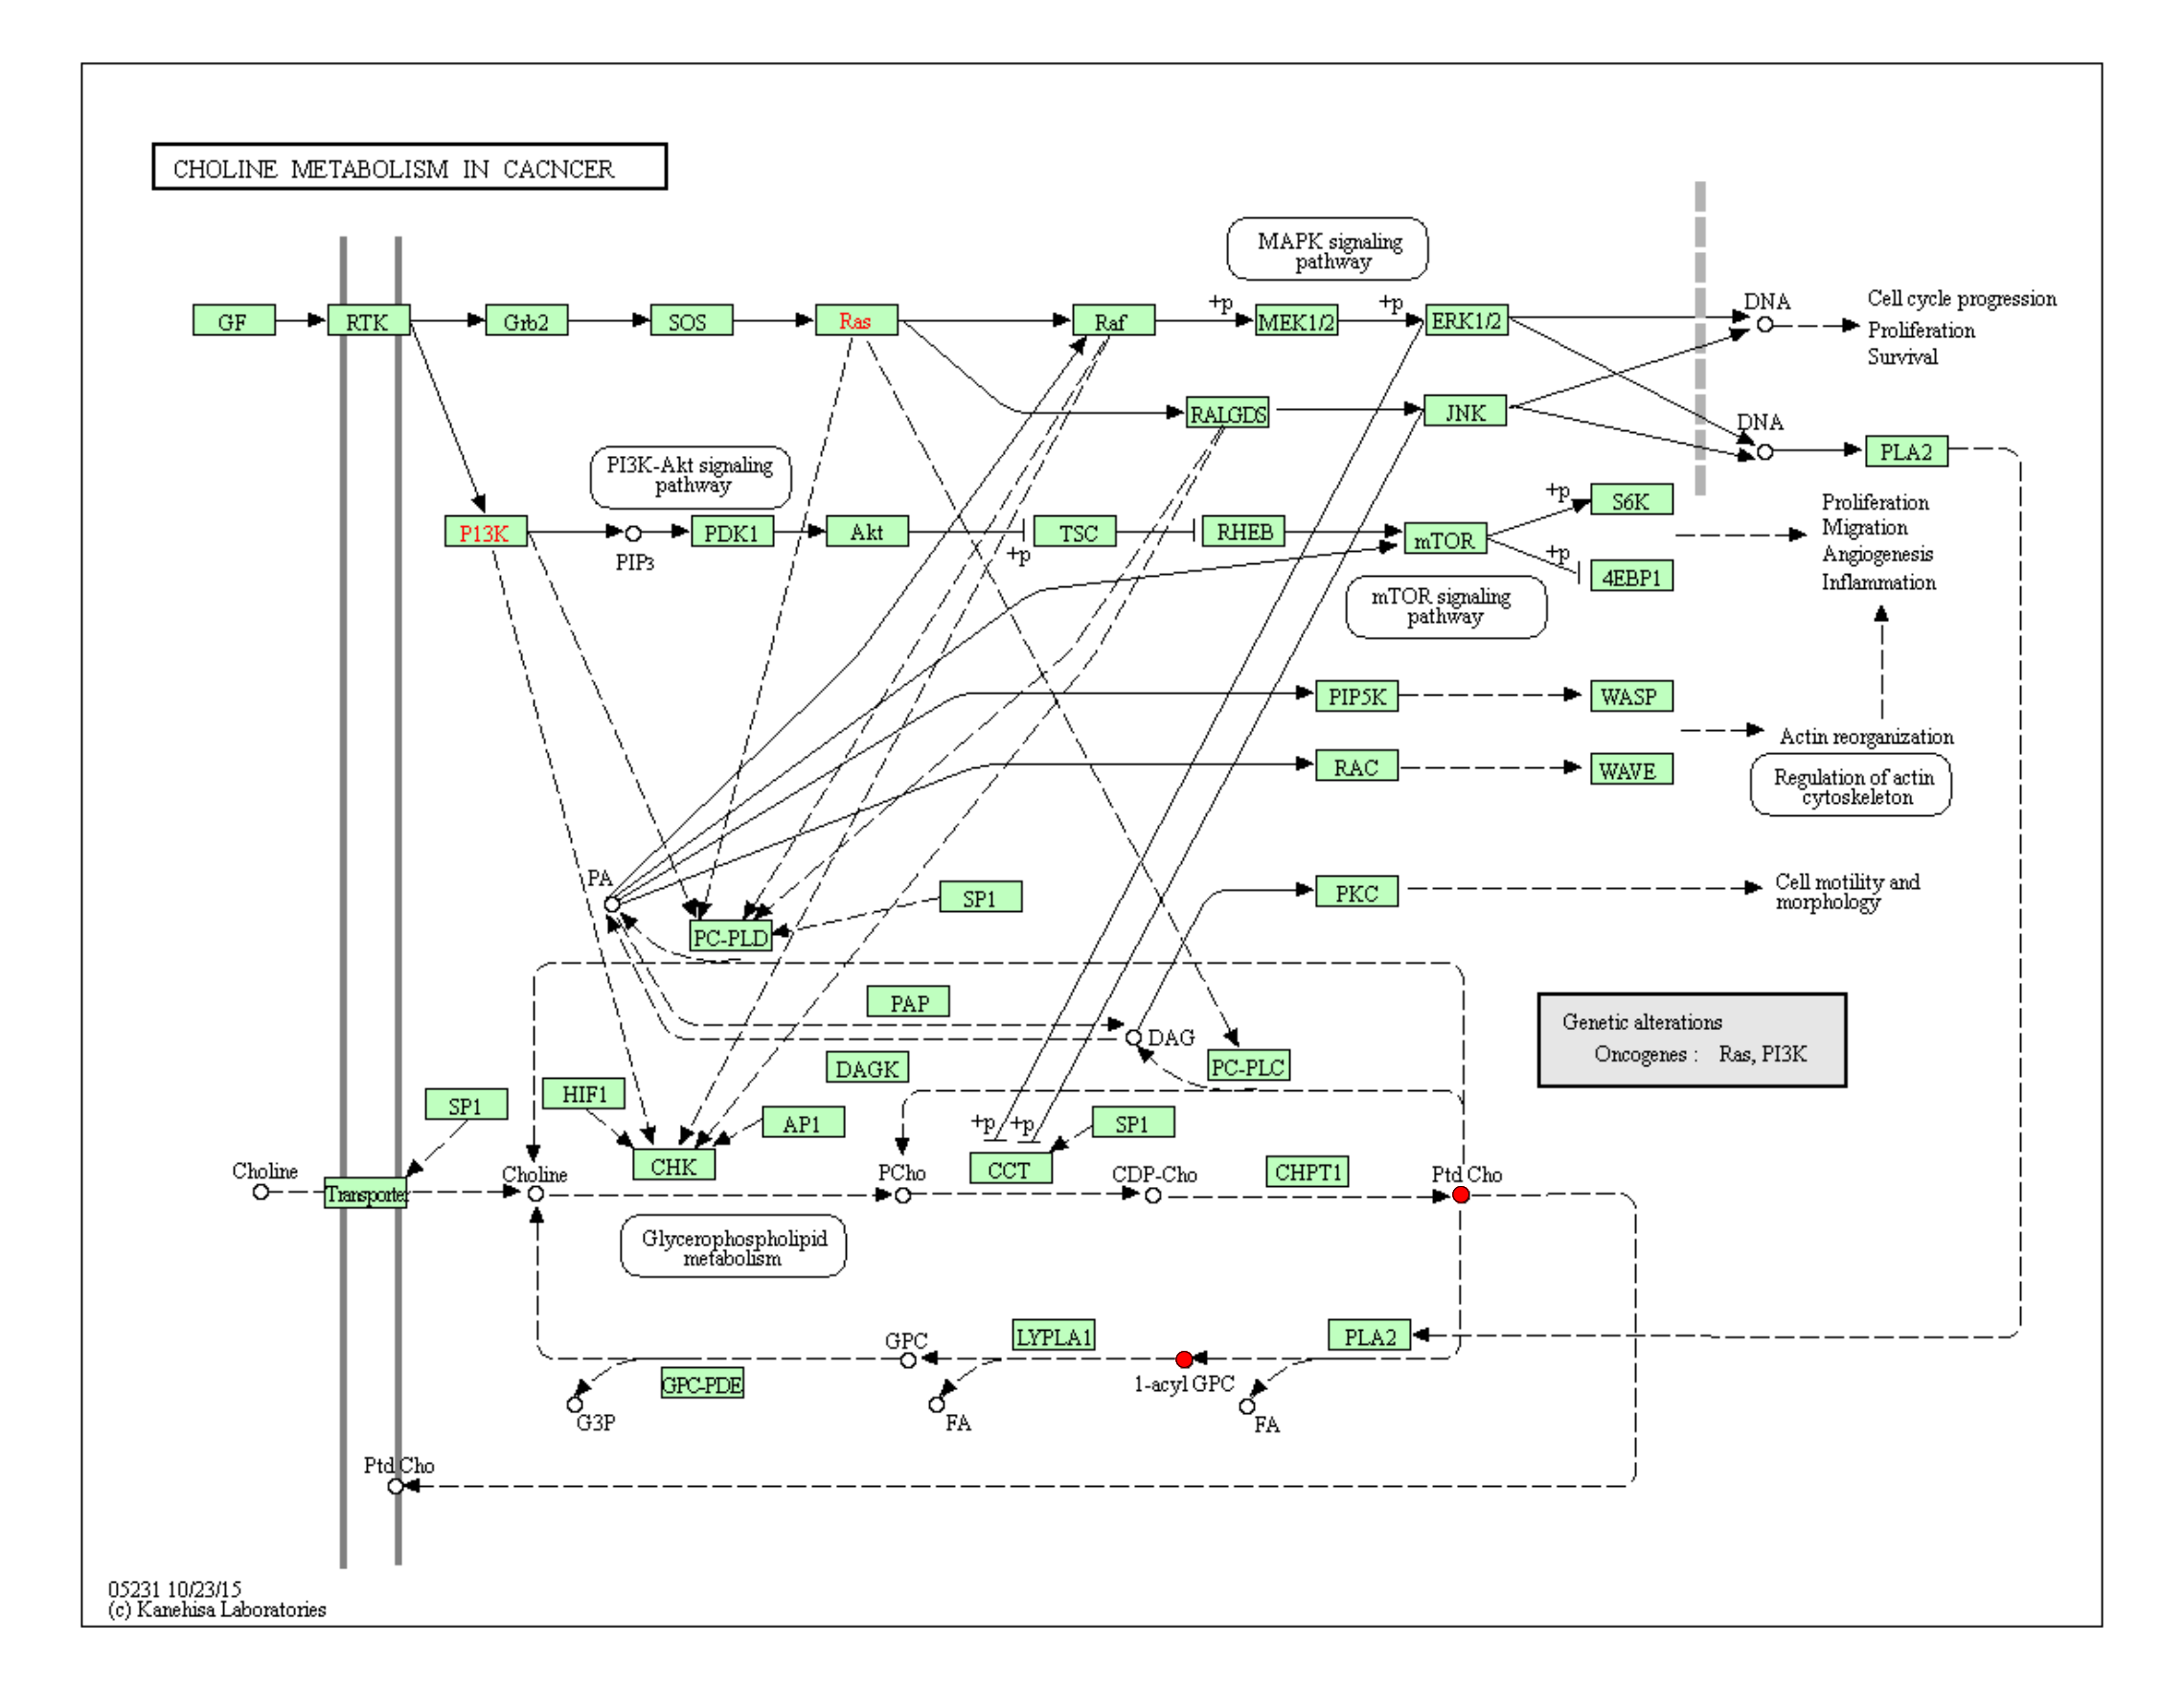 CHOLINE METABOLISM IN CACNCER
MAPK signaling
pathway
GF
RTK
Grb2
SOS
Ras
Raf
+p
MEK1/2
+p
ERK1/2
DNA
Cell cycle progression
Proliferation
Survival
RALGDS
JNK
DNA
PLA2
PI3K-Akt signaling
pathway
P13K
PIP3
PDK1
Akt
+p
TSC
RHEB
mTOR
+p
S6K
+p
4EBP1
Proliferation
Migration
Angiogenesis
Inflammation
mTOR signaling
pathway
PIP5K
WASP
Actin reorganization
RAC
WAVE
Regulation of actin
cytoskeleton
PA
SP1
PKC
Cell motility and
morphology
PC-PLD
PAP
DAG
Genetic alterations
Oncogenes : Ras, PI3K
DAGK
PC-PLC
SP1
HIF1
AP1
+p
+p
SP1
Choline
Transporter
Choline
CHK
PCho
CCT
CDP-Cho
CHPT1
Ptd Cho
Glycerophospholipid
metabolism
GPC
LYPLA1
PLA2
GPC-PDE
1-acyl GPC
G3P
FA
FA
Ptd Cho
05231 10/23/15
(c) Kanehisa Laboratories